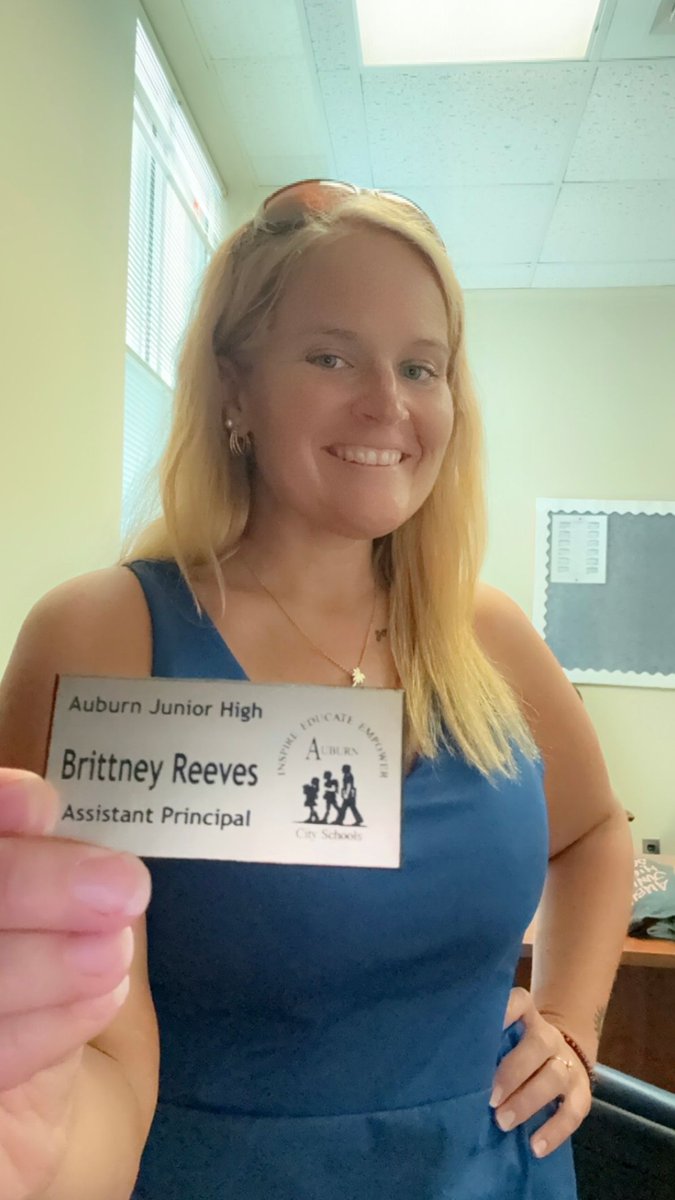 Auburn Junior High
Brittney Reeves
Assistant Principal
INSPIRE EDUCATE EMPOWER
AUBURN
City Schools